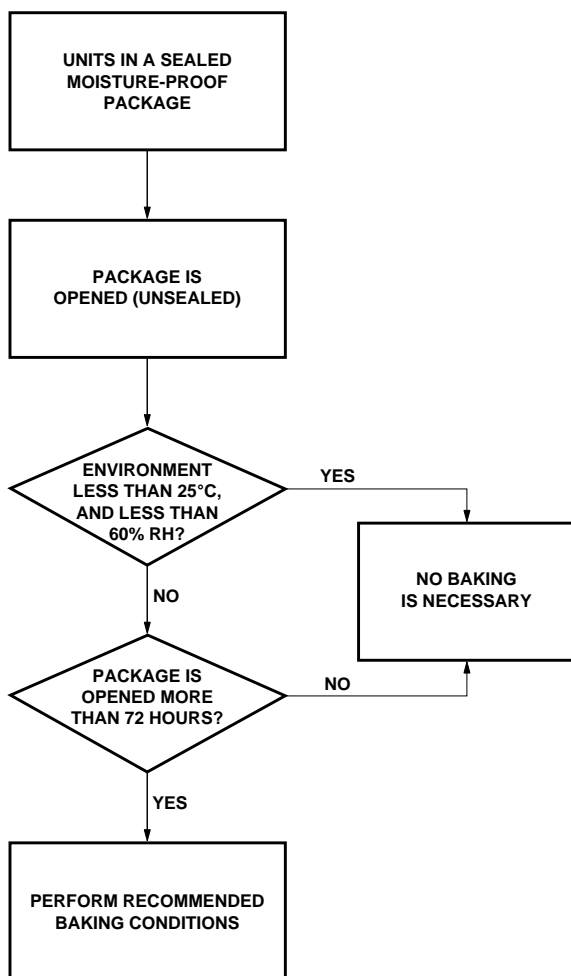 UNITS IN A SEALED
MOISTURE-PROOF
PACKAGE
PACKAGE IS
OPENED (UNSEALED)
ENVIRONMENT
LESS THAN 25°C,
AND LESS THAN
60% RH?
YES
NO BAKING
IS NECESSARY
NO
PACKAGE IS
OPENED MORE
THAN 72 HOURS?
NO
YES
PERFORM RECOMMENDED
BAKING CONDITIONS